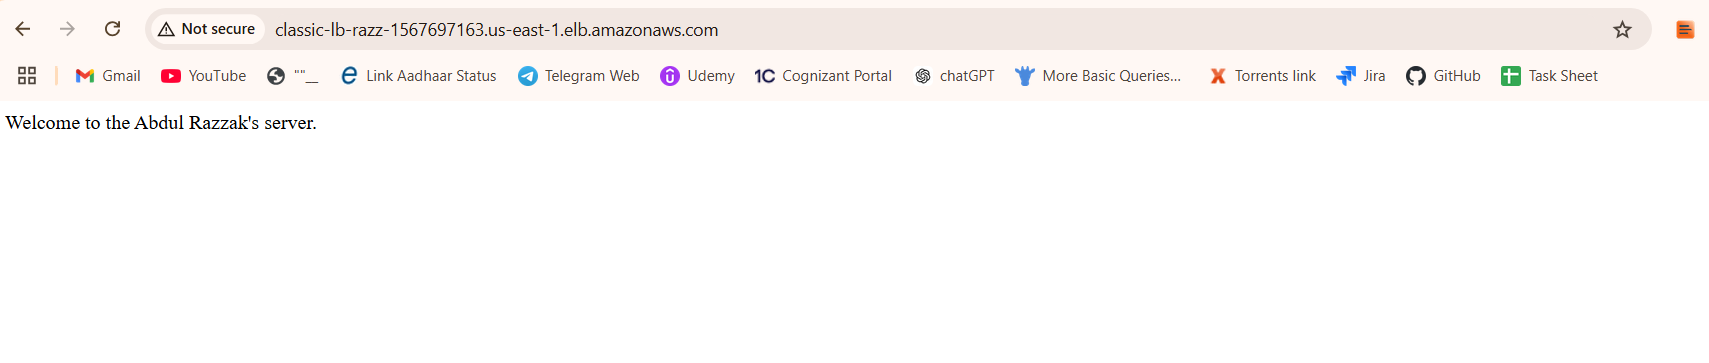 Not secure classic-lb-razz-1567697163.us-east-1.elb.amazonaws.com
Gmail YouTube ""__ Link Aadhaar Status Telegram Web Udemy 1C Cognizant Portal chatGPT More Basic Queries... Torrents link Jira GitHub Task Sheet
Welcome to the Abdul Razzak's server.